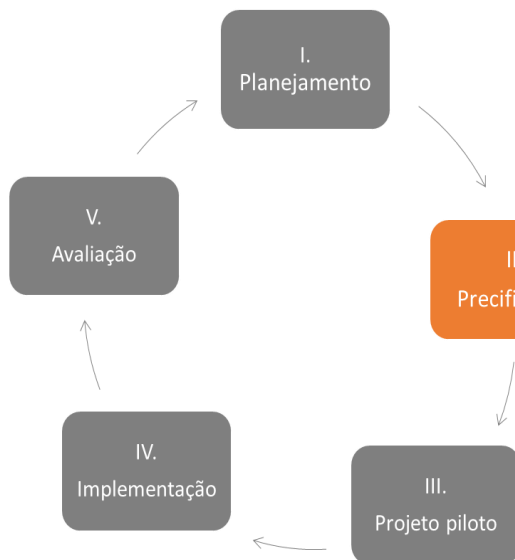 I.
Planejamento
V.
Avaliação
IV.
Implementação
III.
Projeto piloto